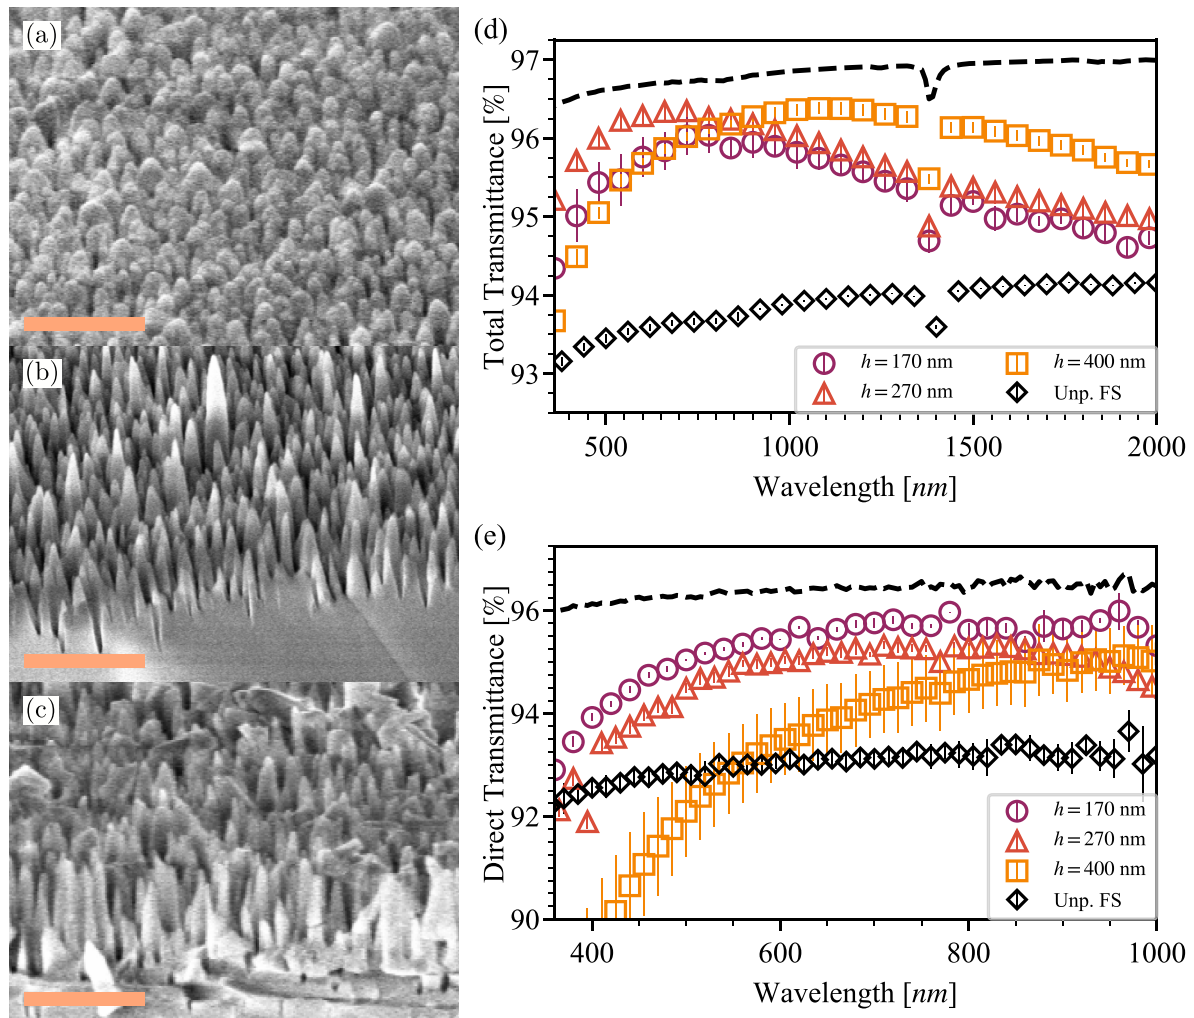 (a)
(b)
(c)
(d)
97
96
95
94
93
Total Transmittance [%]
h = 170 nm
h = 270 nm
h = 400 nm
Unp. FS
500
1000
1500
2000
Wavelength [nm]
(e)
96
94
92
90
Direct Transmittance [%]
h = 170 nm
h = 270 nm
h = 400 nm
Unp. FS
400
600
800
1000
Wavelength [nm]